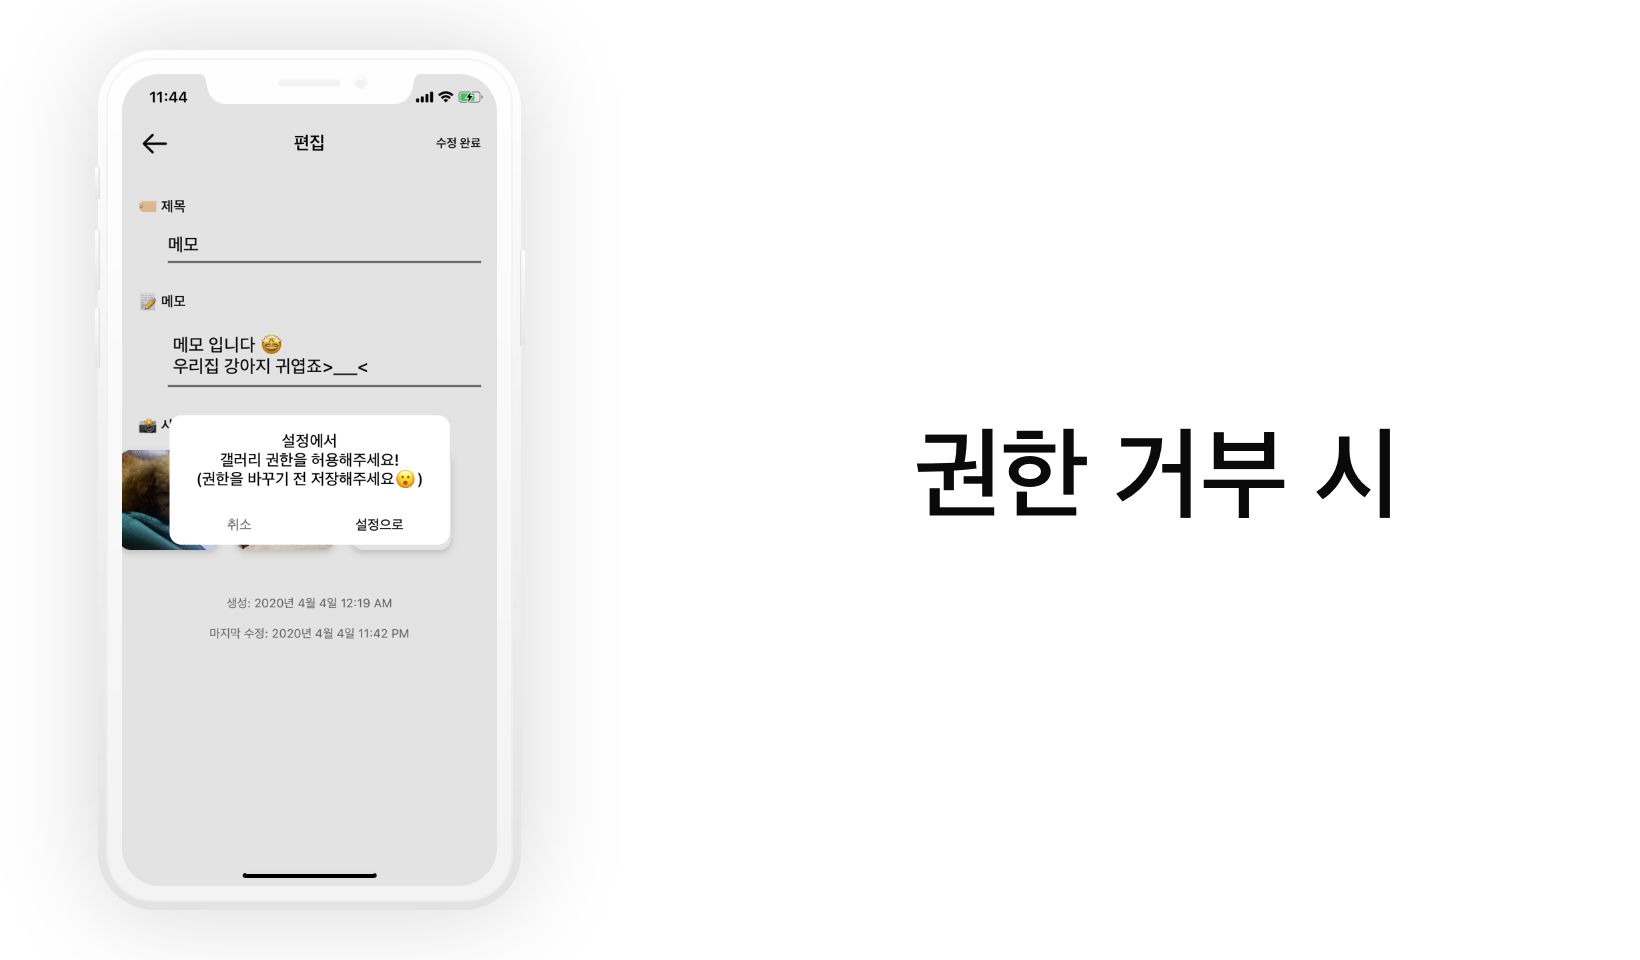 11:44
편집
수정 완료
🏷️ 제목
메모
📝 메모
메모 입니다 🤩
우리집 강아지 귀엽죠>___<
📸
설정에서
갤러리 권한을 허용해주세요!
(권한을 바꾸기 전 저장해주세요😮)
취소
설정으로
생성: 2020년 4월 4일 12:19 AM
마지막 수정: 2020년 4월 4일 11:42 PM
권한 거부 시